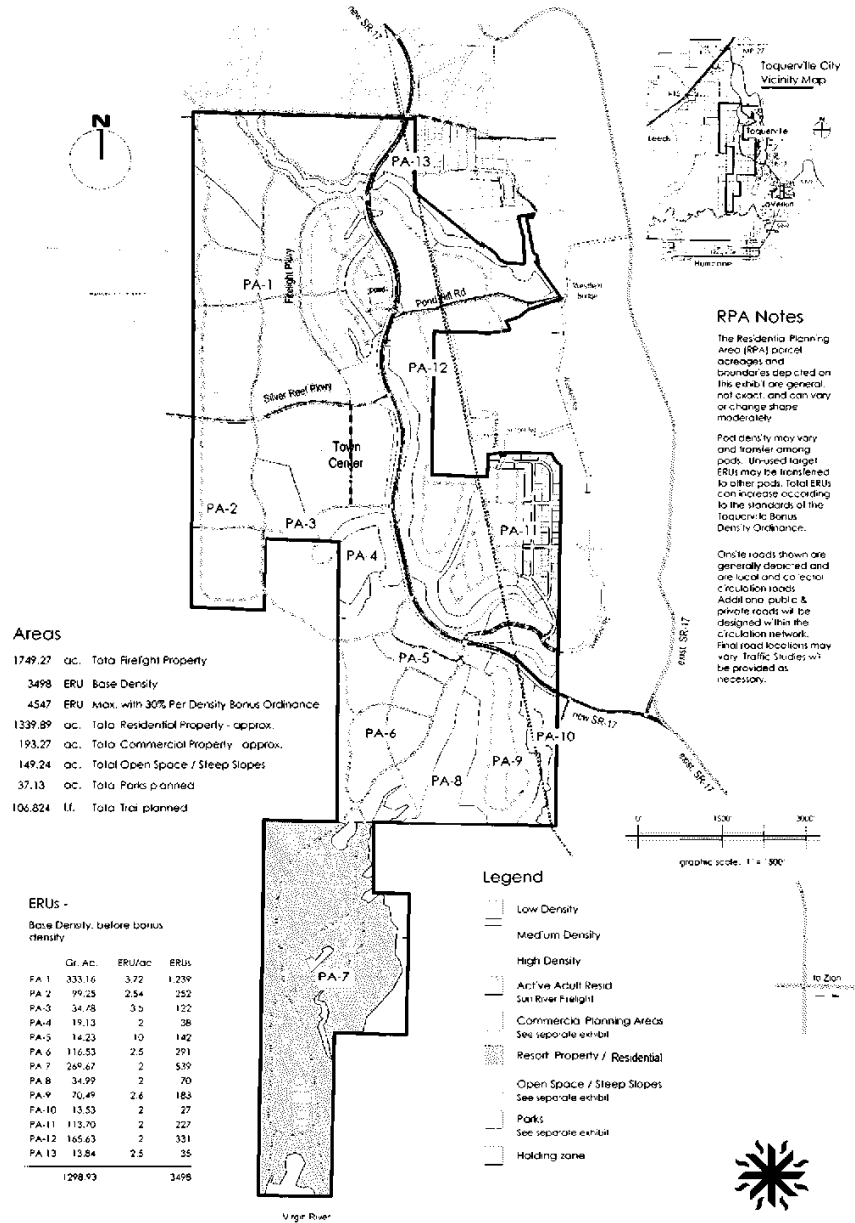 new SR-17
N
Toquerville City
Vicinity Map
Toquerville
Leeds
Hurricane
PA-13
PA-1
Firelight Pkwy
pond
Pond Hill Rd
Westfield
Bridge
PA-12
Silver Reef Pkwy
Town
Center
PA-2
PA-3
PA-4
PA-11
PA-5
PA-6
PA-8
PA-9
PA-10
new SR-17
exist SR-17
exist SR-17
PA-7
Virgin River
RPA Notes
The Residential Planning
Area (RPA) parcel
acreages and
boundaries depicted on
this exhibit are general,
not exact, and can vary
or change shape
moderately
Pod density may vary
and transfer among
pods. Un-used target
ERUs may be transferred
to other pods. Total ERUs
can increase according
to the standards of the
Toquerville Bonus
Density Ordinance.
Onsite roads shown are
generally depicted and
are local and collector
circulation roads
Additional public &
private roads will be
designed within the
circulation network.
Final road locations may
vary. Traffic Studies will
be provided as
necessary.
Areas
1749.27 ac. Total Firelight Property
3498 ERU Base Density
4547 ERU Max. with 30% Per Density Bonus Ordinance
1339.89 ac. Total Residential Property - approx.
193.27 ac. Total Commercial Property - approx.
149.24 ac. Total Open Space / Steep Slopes
37.13 ac. Total Parks planned
106,824 l.f. Total Trail planned
0' 1500' 3000'
graphic scale: 1" = 1500'
ERUs -
Base Density, before bonus
density
Gr. Ac. ERU/ac ERUs
PA 1 333.16 3.72 1,239
PA 2 99.25 2.54 252
PA-3 34.78 3.5 122
PA-4 19.13 2 38
PA-5 14.23 10 142
PA 6 116.53 2.5 291
PA 7 269.67 2 539
PA 8 34.99 2 70
PA-9 70.49 2.6 183
PA-10 13.53 2 27
PA-11 113.70 2 227
PA-12 165.63 2 331
PA 13 13.84 2.5 35
1298.93 3498
Legend
Low Density
Medium Density
High Density
Active Adult Resid
Sun River Firelight
Commercial Planning Areas
See separate exhibit
Resort Property / Residential
Open Space / Steep Slopes
See separate exhibit
Parks
See separate exhibit
Holding zone
to Zion